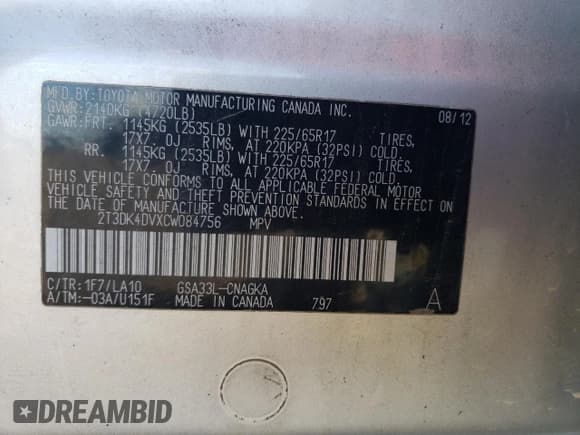 MFD.BY:TOYOTA MOTOR MANUFACTURING CANADA INC. 08/12
GVWR:2140KG (4720LB)
GAWR:FRT. 1145KG (2535LB) WITH 225/65R17 TIRES,
17X7. 0J RIMS, AT 220KPA (32PSI) COLD.
RR. 1145KG (2535LB) WITH 225/65R17 TIRES,
17X7. 0J RIMS, AT 220KPA (32PSI) COLD.
THIS VEHICLE CONFORMS TO ALL APPLICABLE FEDERAL MOTOR
VEHICLE SAFETY AND THEFT PREVENTION STANDARDS IN EFFECT ON
THE DATE OF MANUFACTURE SHOWN ABOVE.
2T3DK4DVXCW084756 MPV
C/TR:1F7/LA10 GSA33L-CNAGKA
A/TM:-03A/U151F MADE IN CANADA 797 A
DREAMBID